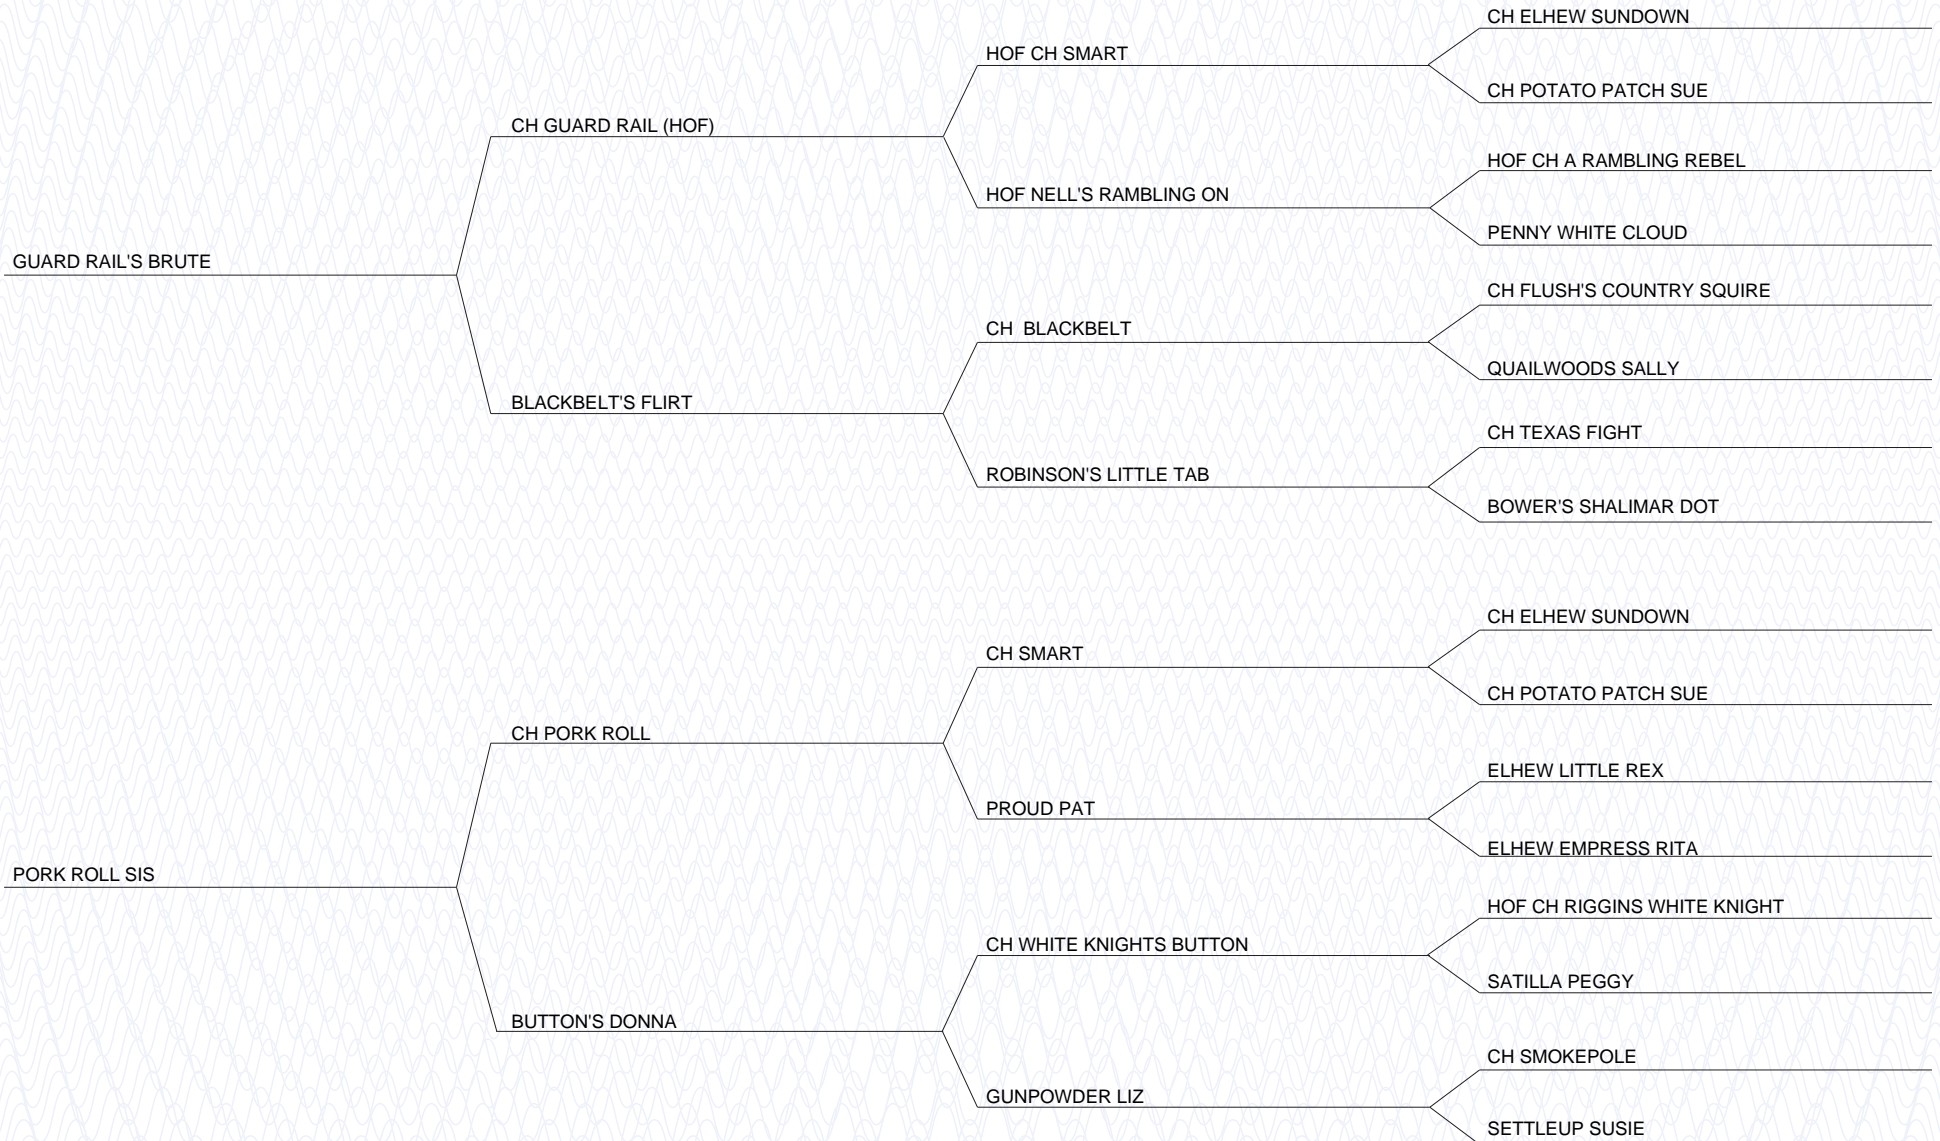 CH ELHEW SUNDOWN
HOF CH SMART
CH POTATO PATCH SUE
CH GUARD RAIL (HOF)
HOF CH A RAMBLING REBEL
HOF NELL'S RAMBLING ON
PENNY WHITE CLOUD
GUARD RAIL'S BRUTE
CH FLUSH'S COUNTRY SQUIRE
CH  BLACKBELT
QUAILWOODS SALLY
BLACKBELT'S FLIRT
CH TEXAS FIGHT
ROBINSON'S LITTLE TAB
BOWER'S SHALIMAR DOT
CH ELHEW SUNDOWN
CH SMART
CH POTATO PATCH SUE
CH PORK ROLL
ELHEW LITTLE REX
PROUD PAT
ELHEW EMPRESS RITA
PORK ROLL SIS
HOF CH RIGGINS WHITE KNIGHT
CH WHITE KNIGHTS BUTTON
SATILLA PEGGY
BUTTON'S DONNA
CH SMOKEPOLE
GUNPOWDER LIZ
SETTLEUP SUSIE